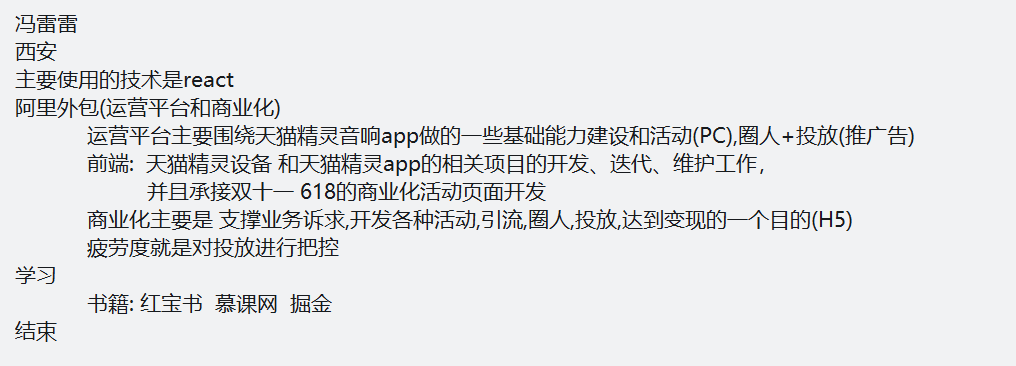 冯雷雷
西安
主要使用的技术是react
阿里外包(运营平台和商业化)
运营平台主要围绕天猫精灵音响app做的一些基础能力建设和活动(PC),圈人+投放(推广告)
前端: 天猫精灵设备 和天猫精灵app的相关项目的开发、迭代、维护工作，
并且承接双十一 618的商业化活动页面开发
商业化主要是 支撑业务诉求,开发各种活动,引流,圈人,投放,达到变现的一个目的(H5)
疲劳度就是对投放进行把控
学习
书籍: 红宝书  慕课网  掘金
结束